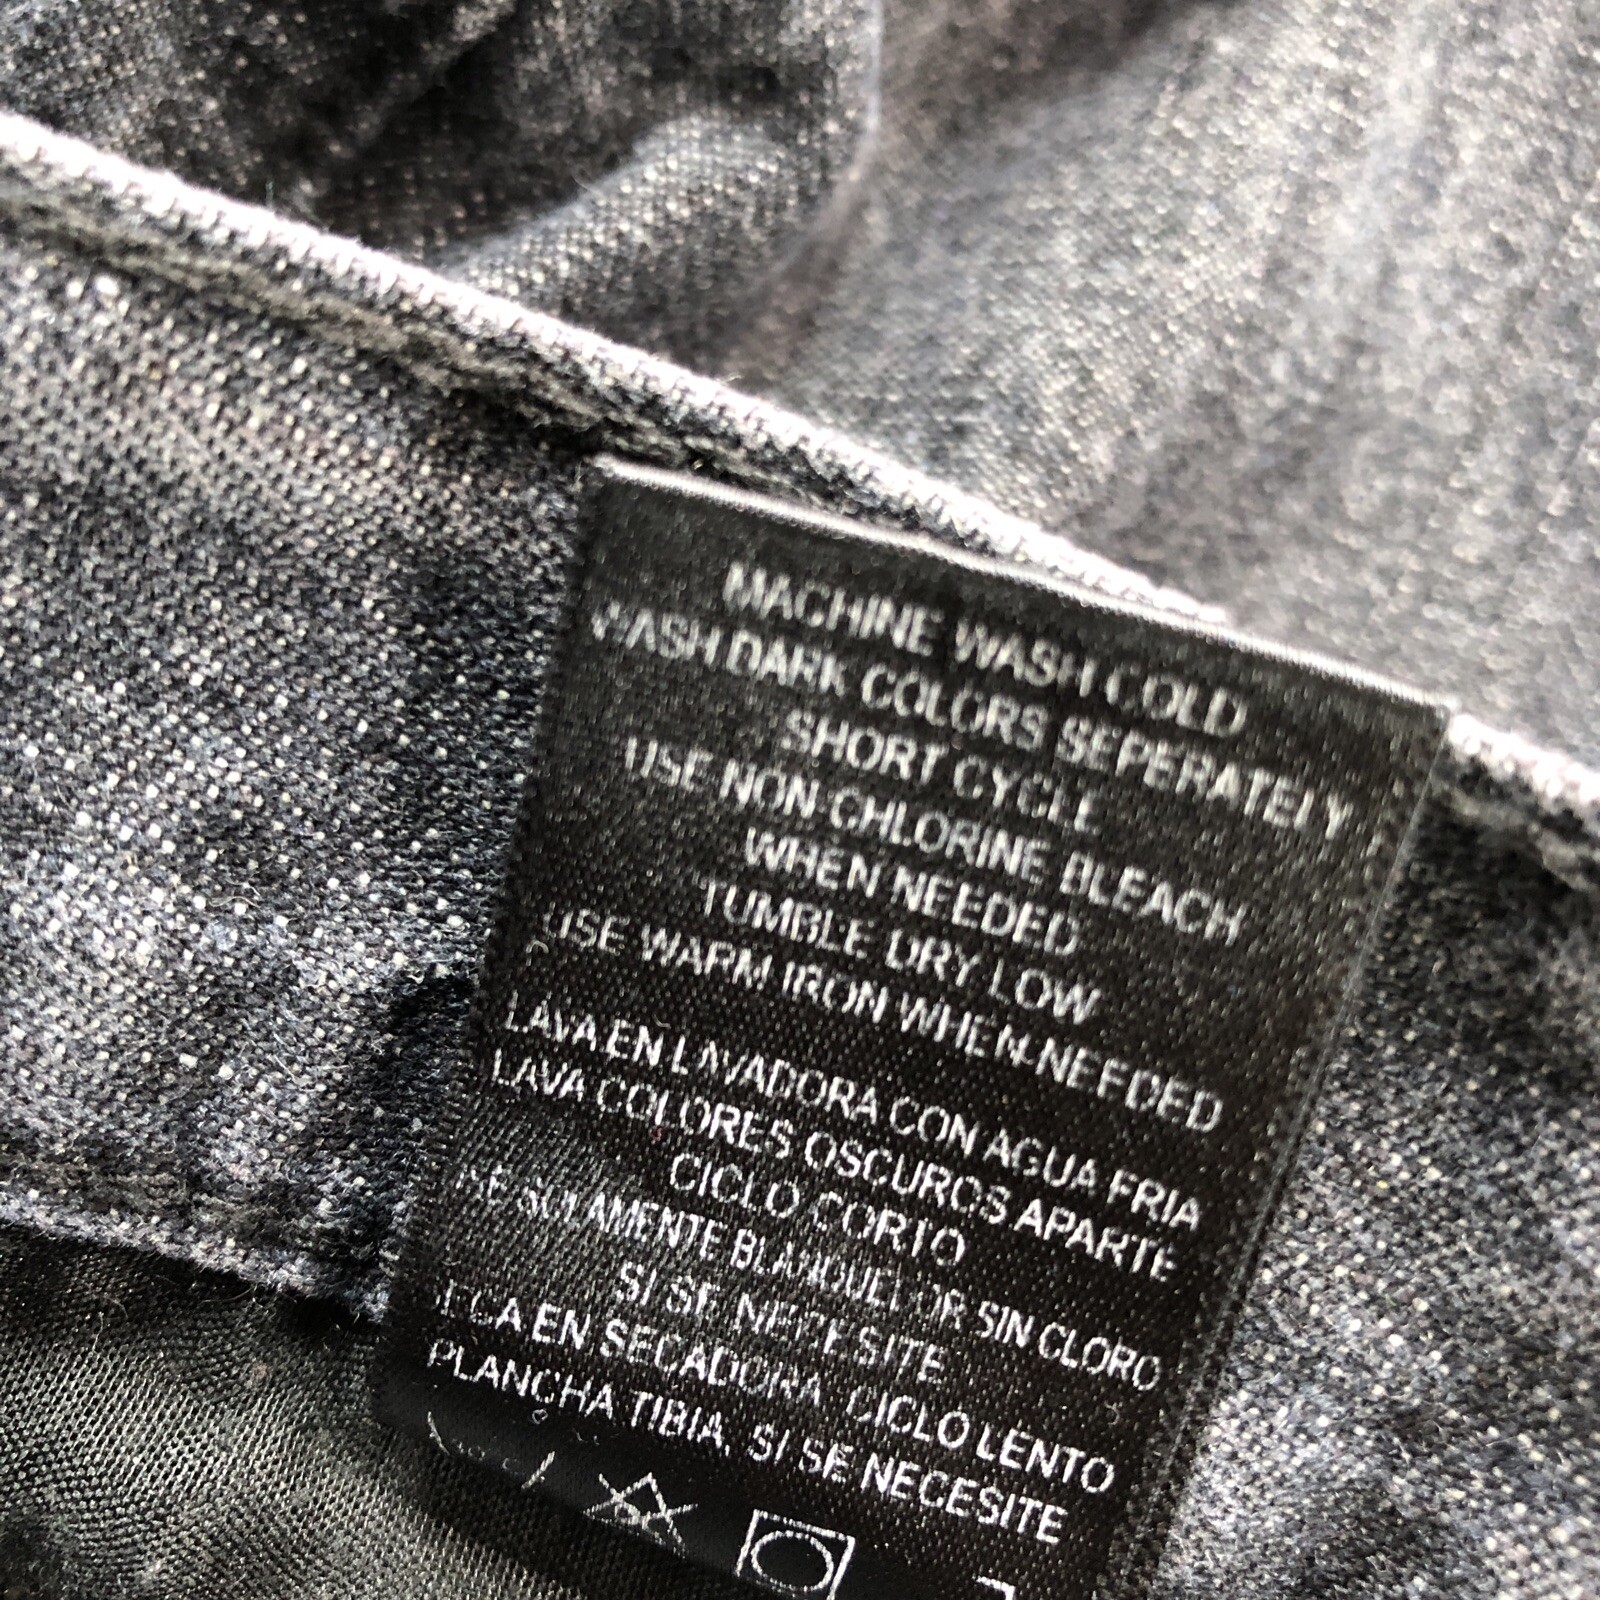 MACHINE WASH COLD
WASH DARK COLORS SEPERATELY
SHORT CYCLE
USE NON-CHLORINE BLEACH
WHEN NEEDED
TUMBLE DRY LOW
USE WARM IRON WHEN NEEDED
LAVA EN LAVADORA CON AGUA FRIA
LAVA COLORES OSCUROS APARTE
CICLO CORTO
SOLAMENTE BLANQUEADOR SIN CLORO
SI SE NECESITE
EN SECADORA, CICLO LENTO
PLANCHA TIBIA, SI SE NECESITE